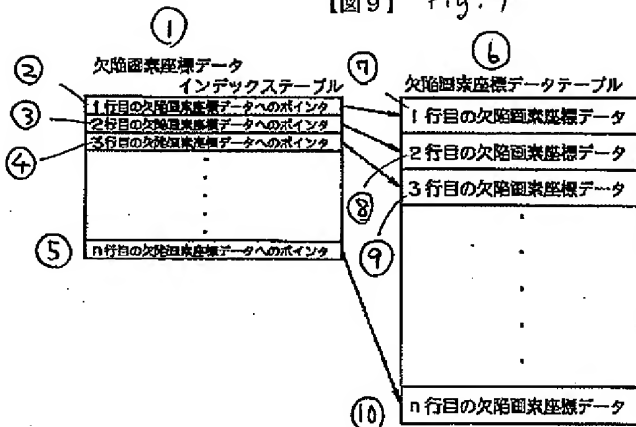 【図9】 Fig. 9
①
欠陥画素座標データ
インデックステーブル
② 1行目の欠陥画素座標データへのポインタ
③ 2行目の欠陥画素座標データへのポインタ
④ 3行目の欠陥画素座標データへのポインタ
⑤ n行目の欠陥画素座標データへのポインタ
⑥
欠陥画素座標データテーブル
⑦ 1行目の欠陥画素座標データ
⑧ 2行目の欠陥画素座標データ
⑨ 3行目の欠陥画素座標データ
⑩ n行目の欠陥画素座標データ